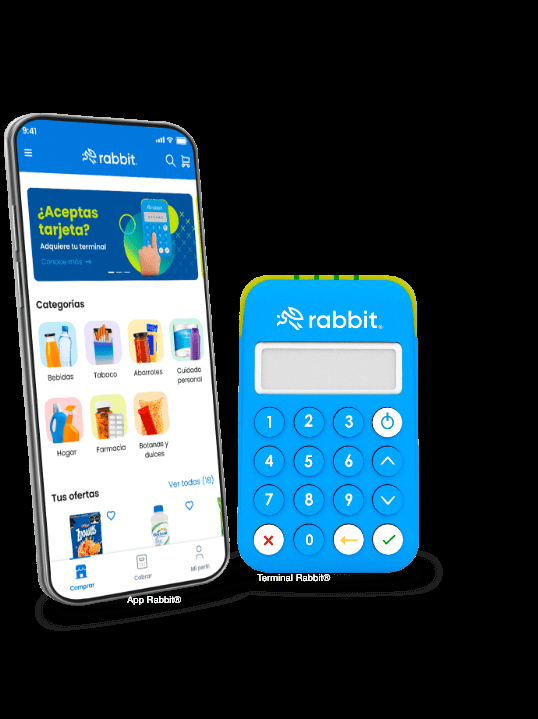 9:41
rabbit.
¿Aceptas
tarjeta?
Adquiere tu terminal
Conoce más →
Categorías
Bebidas
Tabaco
Abarrotes
Cuidado
personal
Hogar
Farmacia
Botanas y
dulces
Tus ofertas
Ver todas (18)
Comprar
Cobrar
Mi perfil
App Rabbit®
rabbit®
1 2 3
4 5 6
7 8 9
0
Terminal Rabbit®